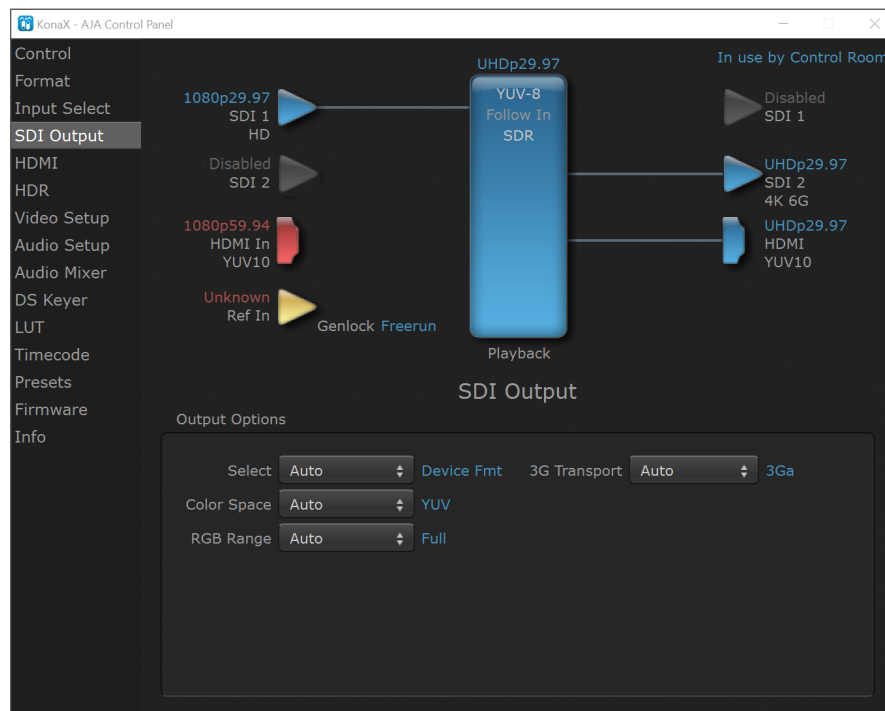 KonaX - AJA Control Panel
Control
Format
Input Select
SDI Output
HDMI
HDR
Video Setup
Audio Setup
Audio Mixer
DS Keyer
LUT
Timecode
Presets
Firmware
Info
In use by Control Room
1080p29.97
SDI 1
HD
Disabled
SDI 2
1080p59.94
HDMI In
YUV10
Unknown
Ref In
Genlock Freerun
UHDp29.97
YUV-8
Follow In
SDR
Playback
Disabled
SDI 1
UHDp29.97
SDI 2
4K 6G
UHDp29.97
HDMI
YUV10
SDI Output
Output Options
Select Auto Device Fmt 3G Transport Auto 3Ga
Color Space Auto YUV
RGB Range Auto Full